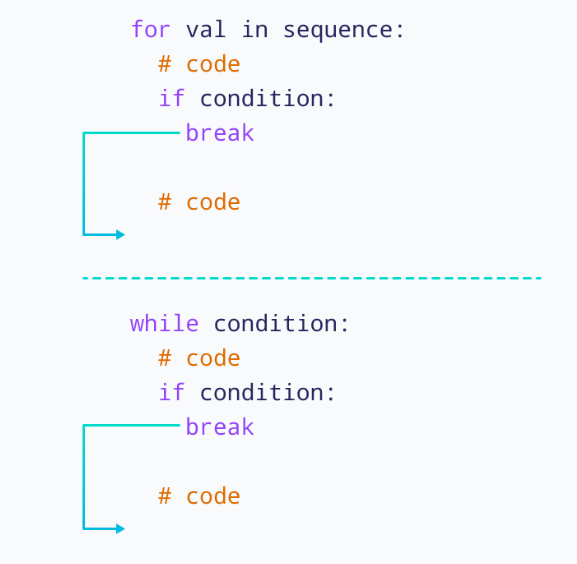 for val in sequence:
# code
if condition:
break
# code
while condition:
# code
if condition:
break
# code